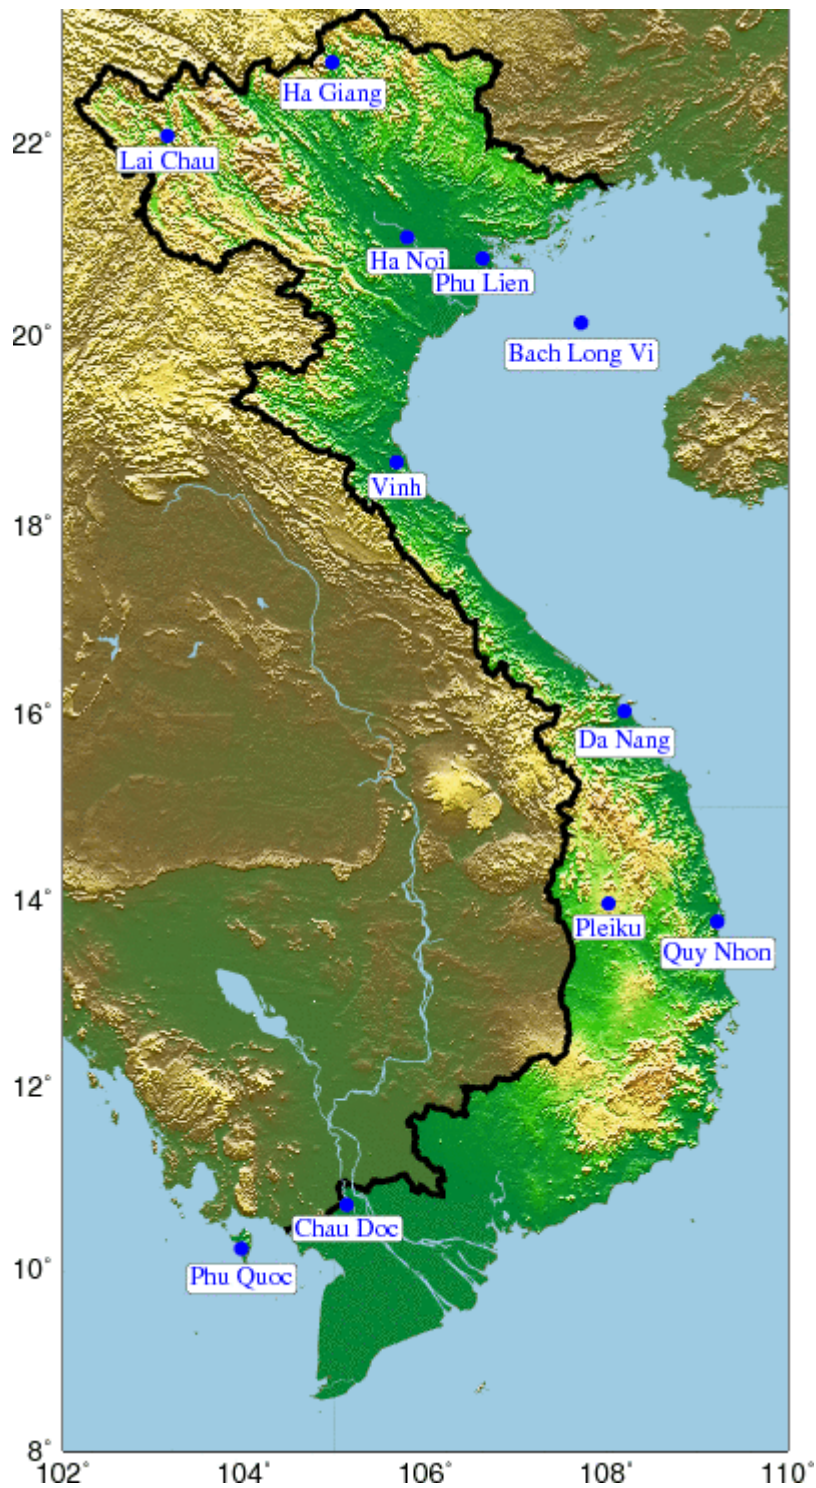 Ha Giang
22°
Lai Chau
Ha Noi
Phu Lien
20°
Bach Long Vi
Vinh
18°
16°
Da Nang
14°
Pleiku
Quy Nhon
12°
Chau Doc
10°
Phu Quoc
8°
102° 104° 106° 108° 110°